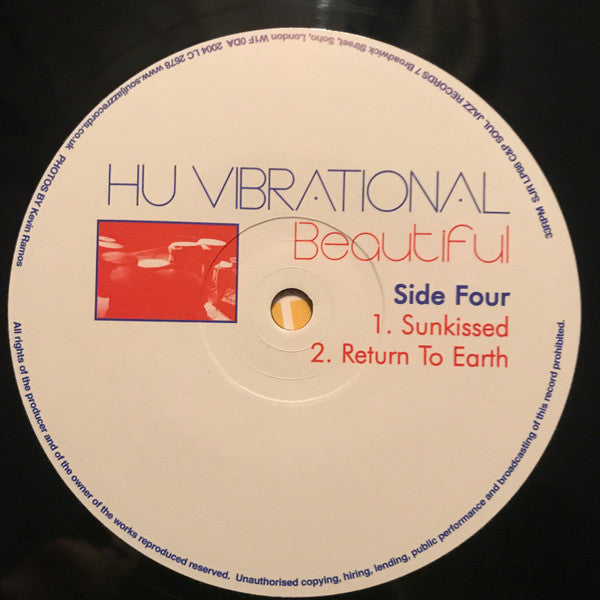 HU VIBRATIONAL
Beautiful
Side Four
1. Sunkissed
2. Return To Earth
33RPM SJR LP88 C&P SOUL JAZZ RECORDS 7 Broadwick Street, Soho, London W1F 0DA 2004 LC 2678 www.souljazzrecords.co.uk PHOTOS BY Kevin Ramos
All rights of the producer and of the owner of the works reproduced reserved. Unauthorised copying, hiring, lending, public performance and broadcasting of this record prohibited.